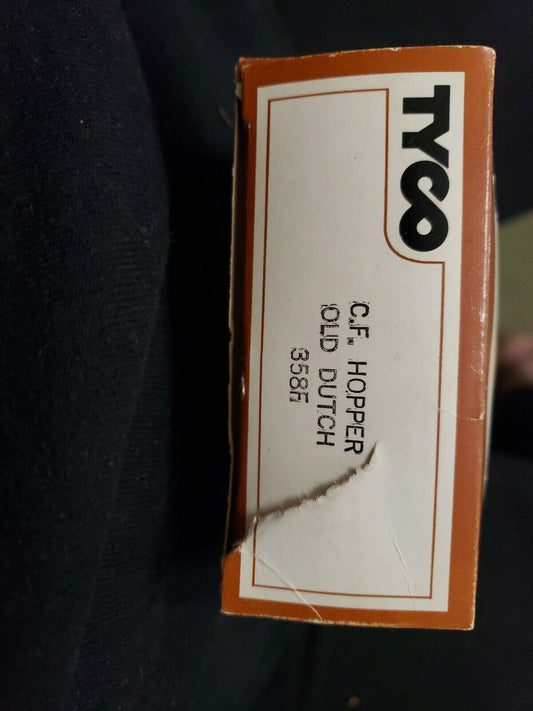 TYCO
C.F. HOPPER
OLD DUTCH
358F